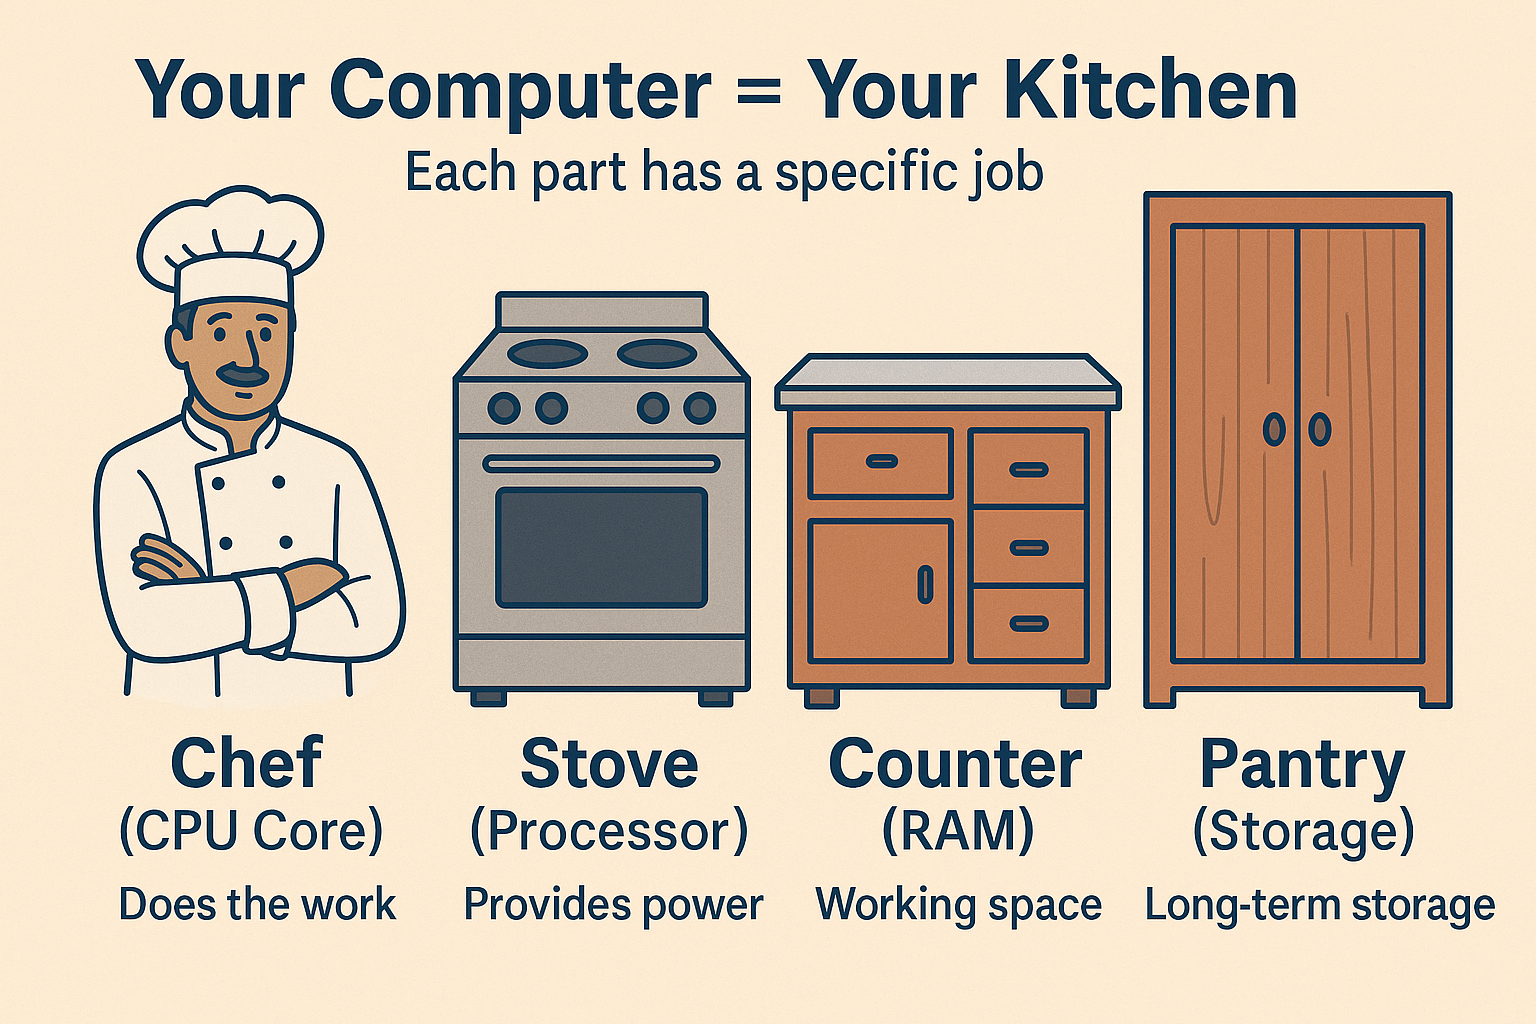 Your Computer = Your Kitchen
Each part has a specific job
Chef
(CPU Core)
Does the work
Stove
(Processor)
Provides power
Counter
(RAM)
Working space
Pantry
(Storage)
Long-term storage